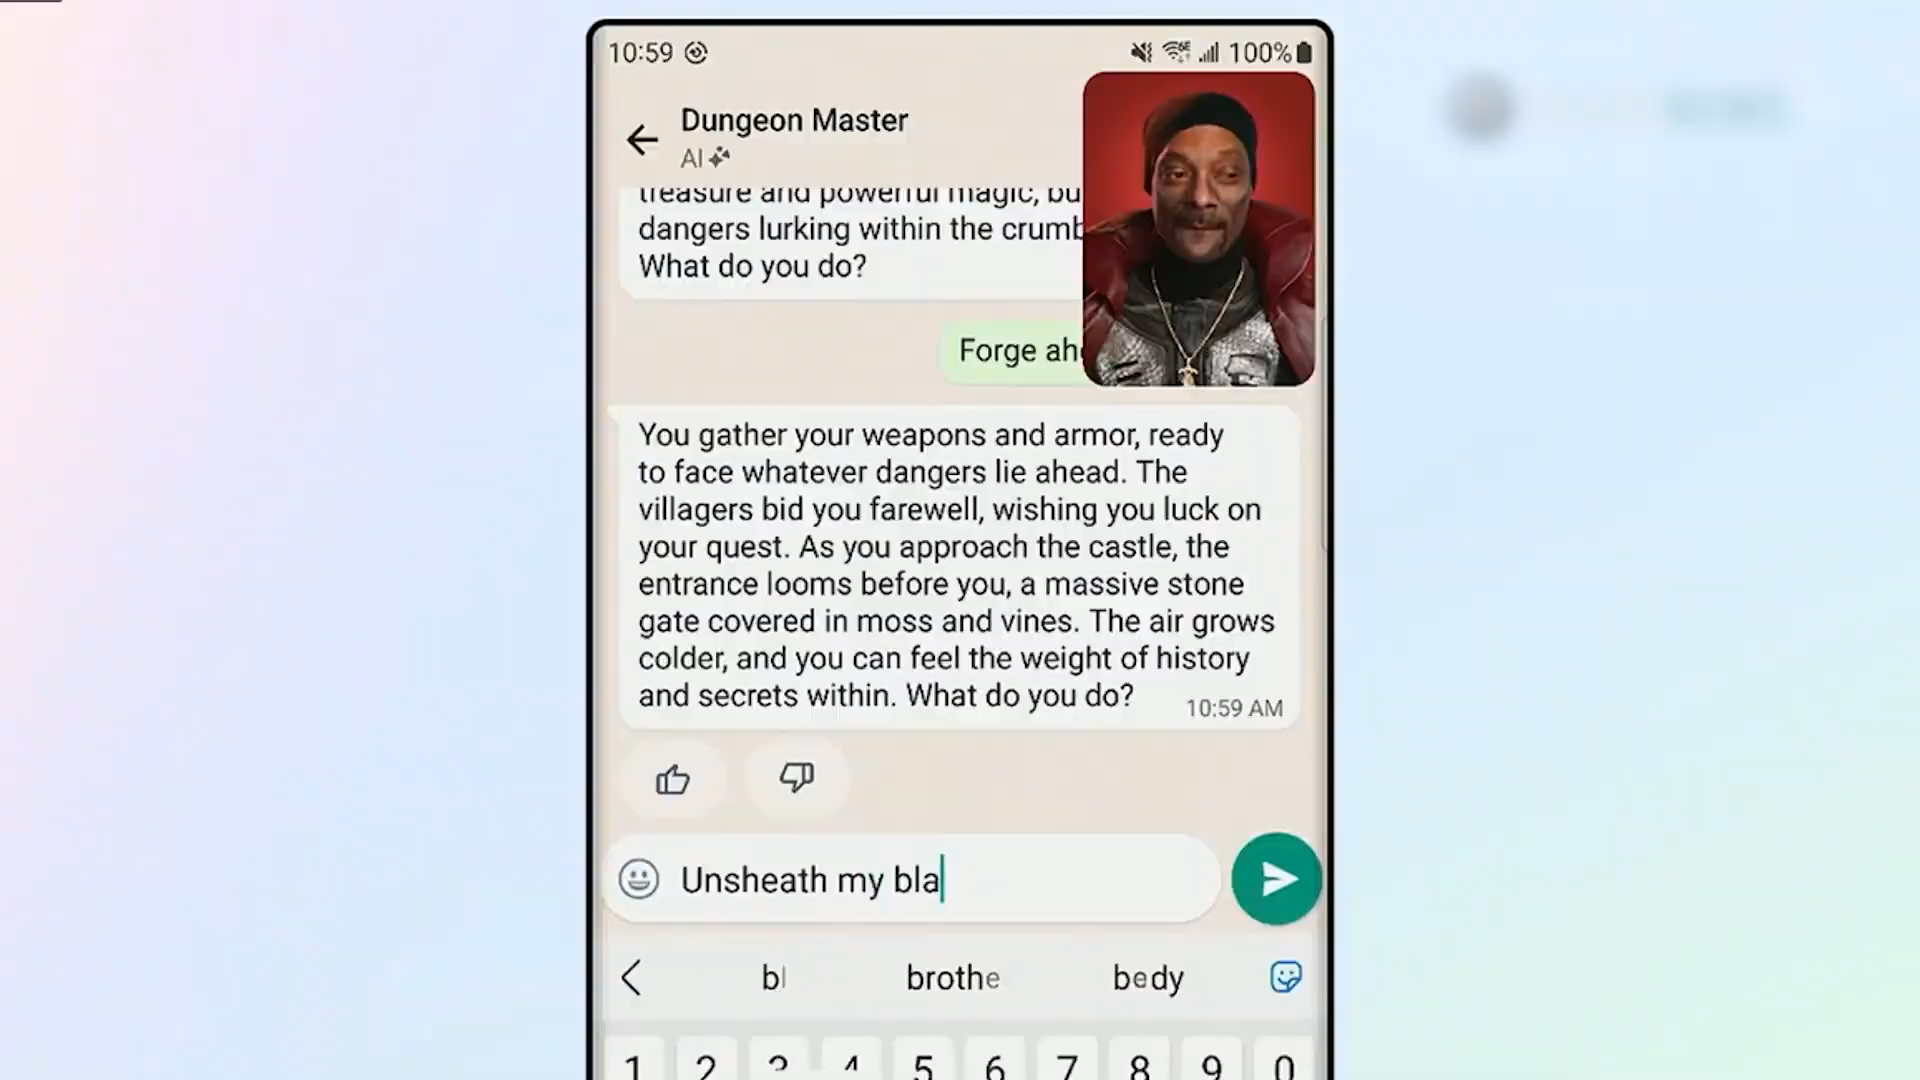 10:59
100%
Dungeon Master
AI
treasure and powerful magic, bu
dangers lurking within the crumb
What do you do?
Forge ah
You gather your weapons and armor, ready
to face whatever dangers lie ahead. The
villagers bid you farewell, wishing you luck on
your quest. As you approach the castle, the
entrance looms before you, a massive stone
gate covered in moss and vines. The air grows
colder, and you can feel the weight of history
and secrets within. What do you do?
10:59 AM
Unsheath my bla
bl brothe bedy
1 2 3 4 5 6 7 8 9 0